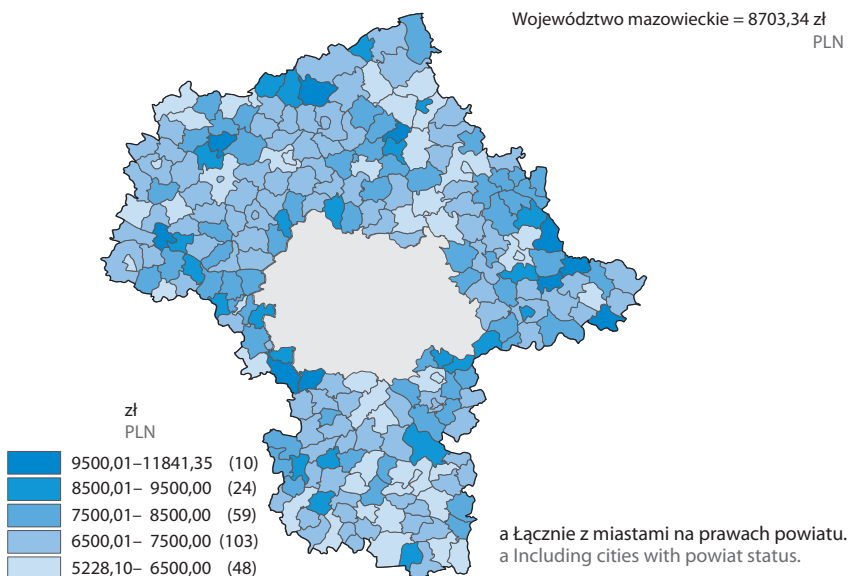 Województwo mazowieckie = 8703,34 zł
PLN
zł
PLN
9500,01–11841,35 (10)
8500,01– 9500,00 (24)
7500,01– 8500,00 (59)
6500,01– 7500,00 (103)
5228,10– 6500,00 (48)
a Łącznie z miastami na prawach powiatu.
a Including cities with powiat status.